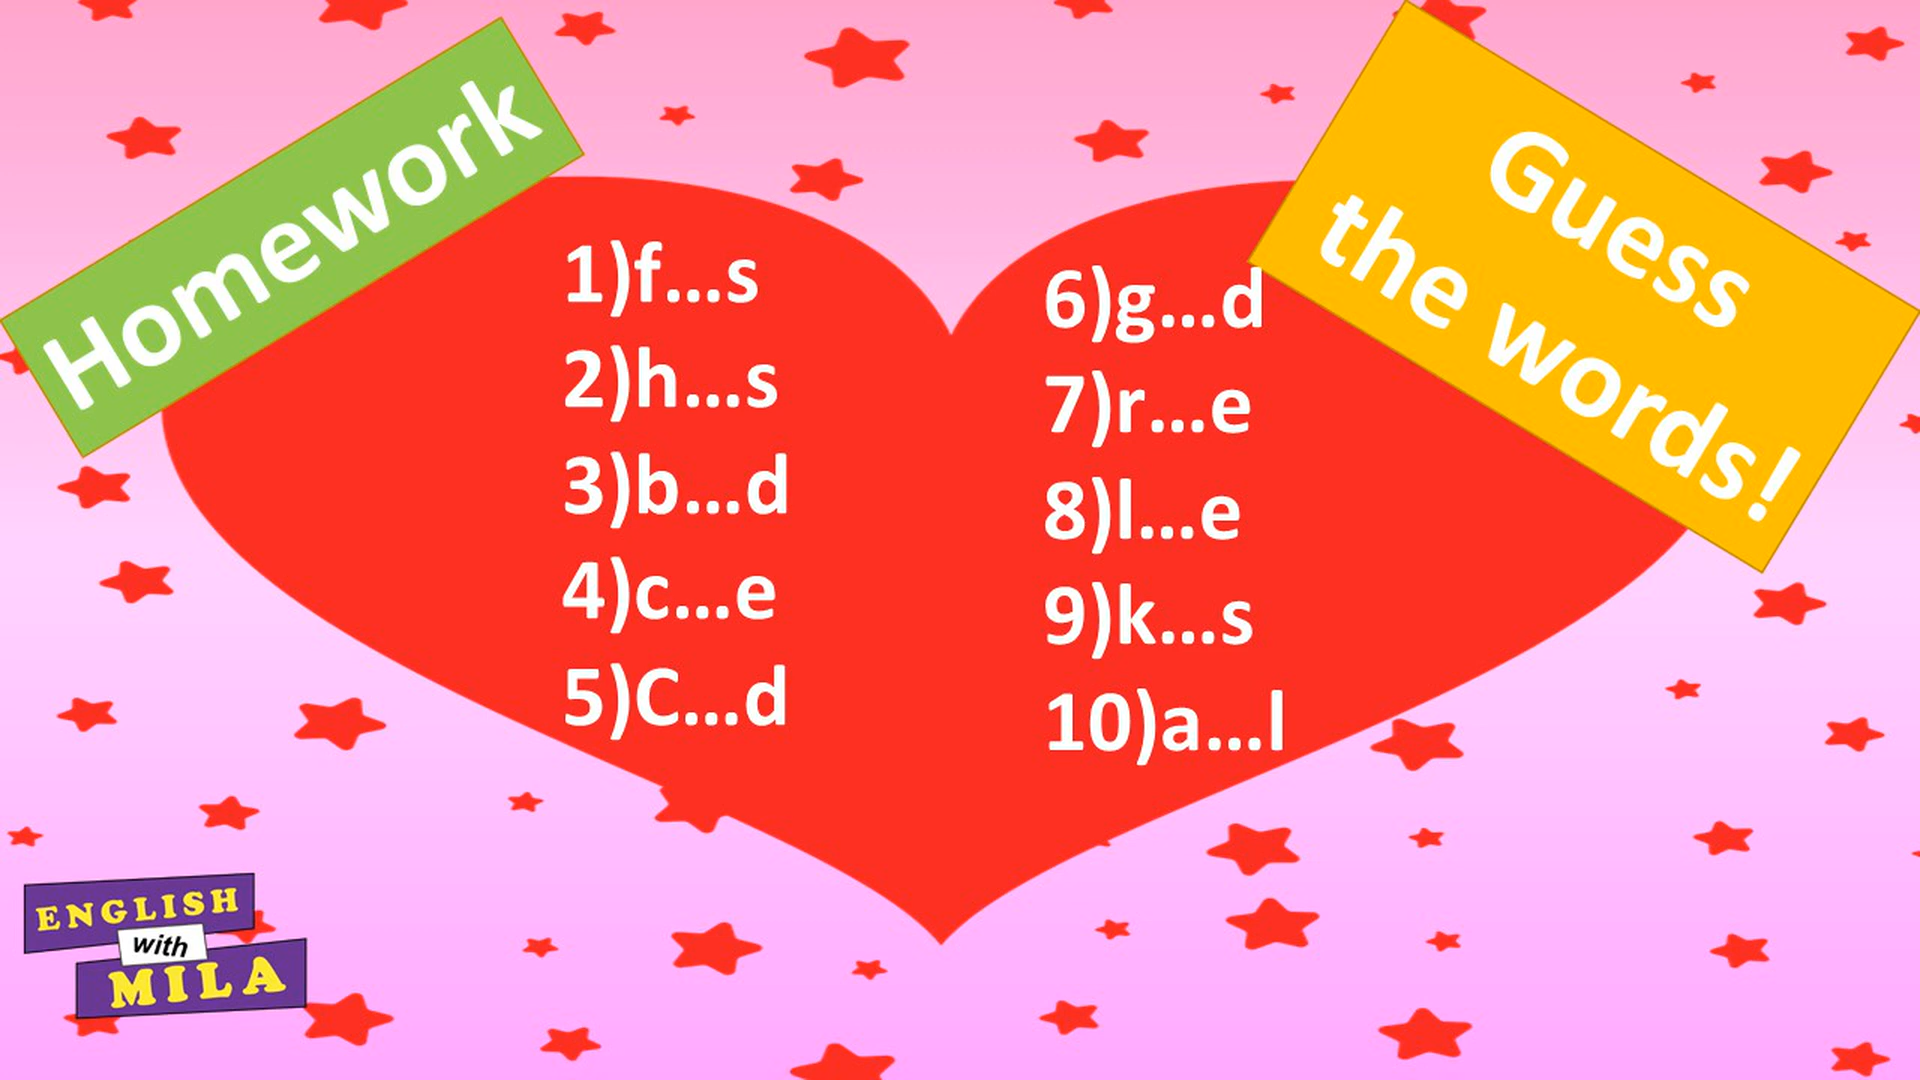 Homework
Guess
the words!
1)f...s
2)h...s
3)b...d
4)c...e
5)C...d
6)g...d
7)r...e
8)l...e
9)k...s
10)a...l
ENGLISH
with
MILA